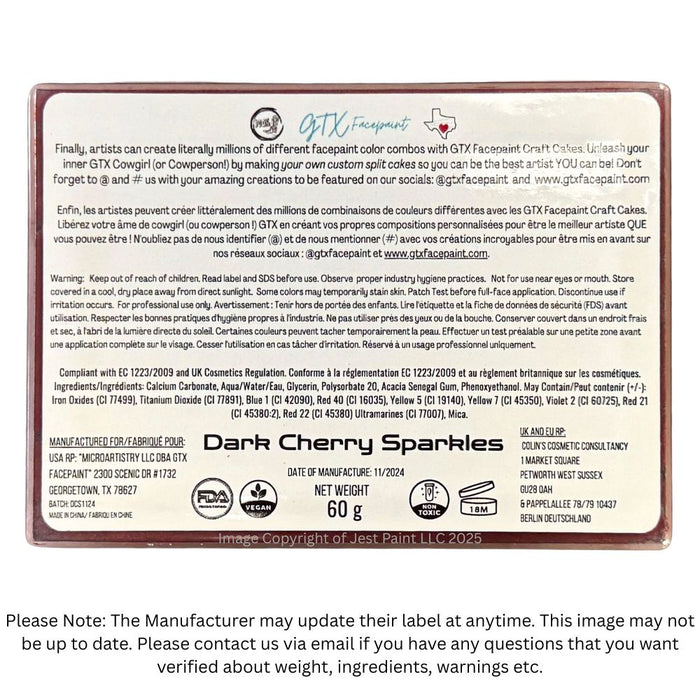 GTX Facepaint
Finally, artists can create literally millions of different facepaint color combos with GTX Facepaint Craft Cakes. Unleash your
inner GTX Cowgirl (or Cowperson!) by making your own custom split cakes so you can be the best artist YOU can be! Don't
forget to @ and # us with your amazing creations to be featured on our socials: @gtxfacepaint and www.gtxfacepaint.com
Enfin, les artistes peuvent créer littéralement des millions de combinaisons de couleurs différentes avec les GTX Facepaint Craft Cakes.
Libérez votre âme de cowgirl (ou cowperson !) GTX en créant vos propres compositions personnalisées pour être le meilleur artiste QUE
vous pouvez être ! N'oubliez pas de nous identifier (@) et de nous mentionner (#) avec vos créations incroyables pour être mis en avant sur
nos réseaux sociaux : @gtxfacepaint et www.gtxfacepaint.com.
Warning: Keep out of reach of children. Read label and SDS before use. Observe proper industry hygiene practices. Not for use near eyes or mouth. Store
covered in a cool, dry place away from direct sunlight. Some colors may temporarily stain skin. Patch Test before full-face application. Discontinue use if
irritation occurs. For professional use only. Avertissement : Tenir hors de portée des enfants. Lire l'étiquette et la fiche de données de sécurité (FDS) avant
utilisation. Respecter les bonnes pratiques d'hygiène propres à l'industrie. Ne pas utiliser près des yeux ou de la bouche. Conserver couvert dans un endroit frais
et sec, à l'abri de la lumière directe du soleil. Certaines couleurs peuvent tacher temporairement la peau. Effectuer un test préalable sur une petite zone avant
une application complète sur le visage. Cesser l'utilisation en cas tâcher d'irritation. Réservé à un usage professionnel uniquement.
Compliant with EC 1223/2009 and UK Cosmetics Regulation. Conforme à la réglementation EC 1223/2009 et au règlement britannique sur les cosmétiques.
Ingredients/Ingrédients: Calcium Carbonate, Aqua/Water/Eau, Glycerin, Polysorbate 20, Acacia Senegal Gum, Phenoxyethanol. May Contain/Peut contenir (+/-):
Iron Oxides (CI 77499), Titanium Dioxide (CI 77891), Blue 1 (CI 42090), Red 40 (CI 16035), Yellow 5 (CI 19140), Yellow 7 (CI 45350), Violet 2 (CI 60725), Red 21
(CI 45380:2), Red 22 (CI 45380) Ultramarines (CI 77007), Mica.
MANUFACTURED FOR/FABRIQUÉ POUR:
USA RP: "MICROARTISTRY LLC DBA GTX
FACEPAINT" 2300 SCENIC DR #1732
GEORGETOWN, TX 78627
BATCH: DCS1124
MADE IN CHINA/ FABRIQU EN CHINE
Dark Cherry Sparkles
DATE OF MANUFACTURE: 11/2024
FDA
VEGAN
NET WEIGHT
60 g
NON
TOXIC
18M
UK AND EU RP:
COLIN'S COSMETIC CONSULTANCY
1 MARKET SQUARE
PETWORTH WEST SUSSEX
GU28 0AH
& PAPPELALLEE 78/79 10437
BERLIN DEUTSCHLAND
Image Copyright of Jest Paint LLC 2025
Please Note: The Manufacturer may update their label at anytime. This image may not
be up to date. Please contact us via email if you have any questions that you want
verified about weight, ingredients, warnings etc.